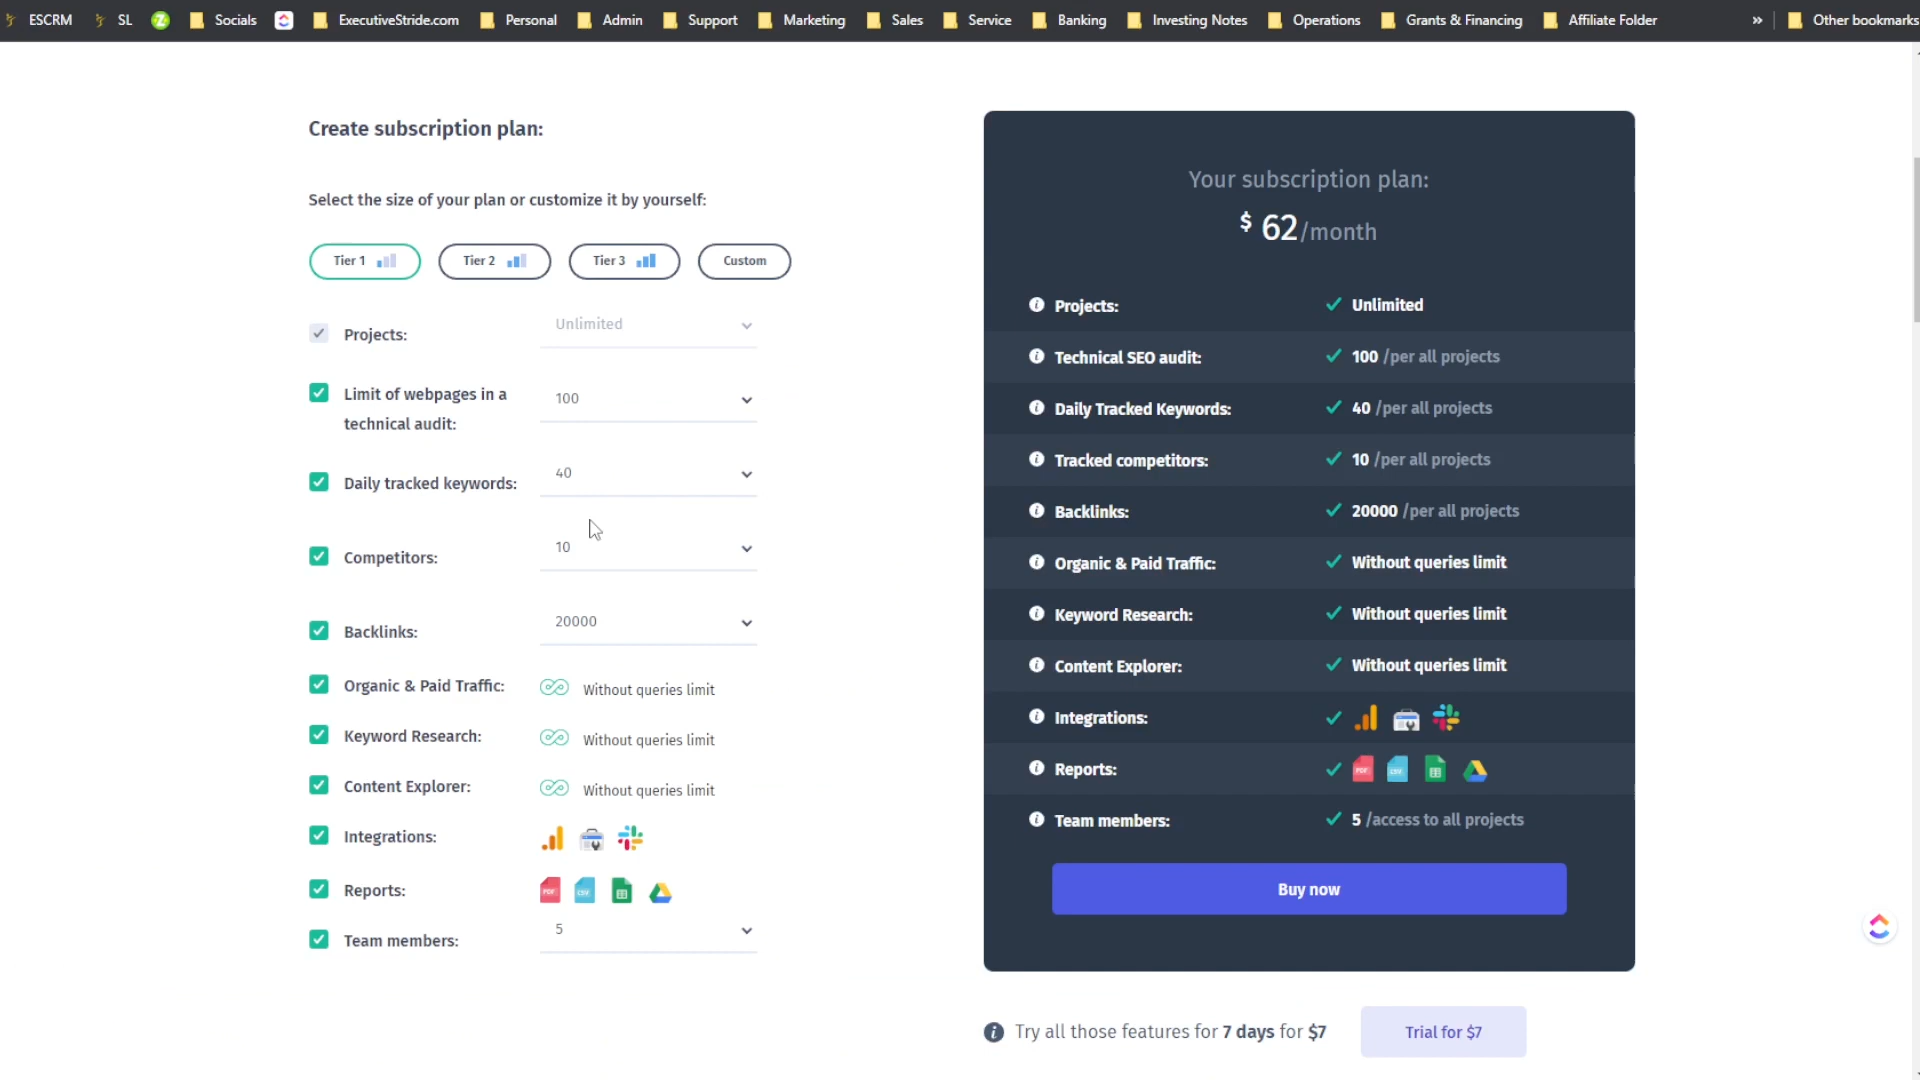 ESCRM SL Socials ExecutiveStride.com Personal Admin Support Marketing Sales Service Banking Investing Notes Operations Grants & Financing Affiliate Folder » Other bookmarks
Create subscription plan:
Select the size of your plan or customize it by yourself:
Tier 1 Tier 2 Tier 3 Custom
Projects: Unlimited
Limit of webpages in a
technical audit: 100
Daily tracked keywords: 40
Competitors: 10
Backlinks: 20000
Organic & Paid Traffic: Without queries limit
Keyword Research: Without queries limit
Content Explorer: Without queries limit
Integrations:
Reports: PDF CSV
Team members: 5
Your subscription plan:
$ 62/month
Projects: Unlimited
Technical SEO audit: 100 /per all projects
Daily Tracked Keywords: 40 /per all projects
Tracked competitors: 10 /per all projects
Backlinks: 20000 /per all projects
Organic & Paid Traffic: Without queries limit
Keyword Research: Without queries limit
Content Explorer: Without queries limit
Integrations:
Reports: PDF CSV
Team members: 5 /access to all projects
Buy now
Try all those features for 7 days for $7 Trial for $7